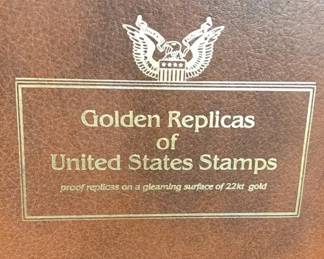 Golden Replicas
of
United States Stamps
proof replicas on a gleaming surface of 22kt gold